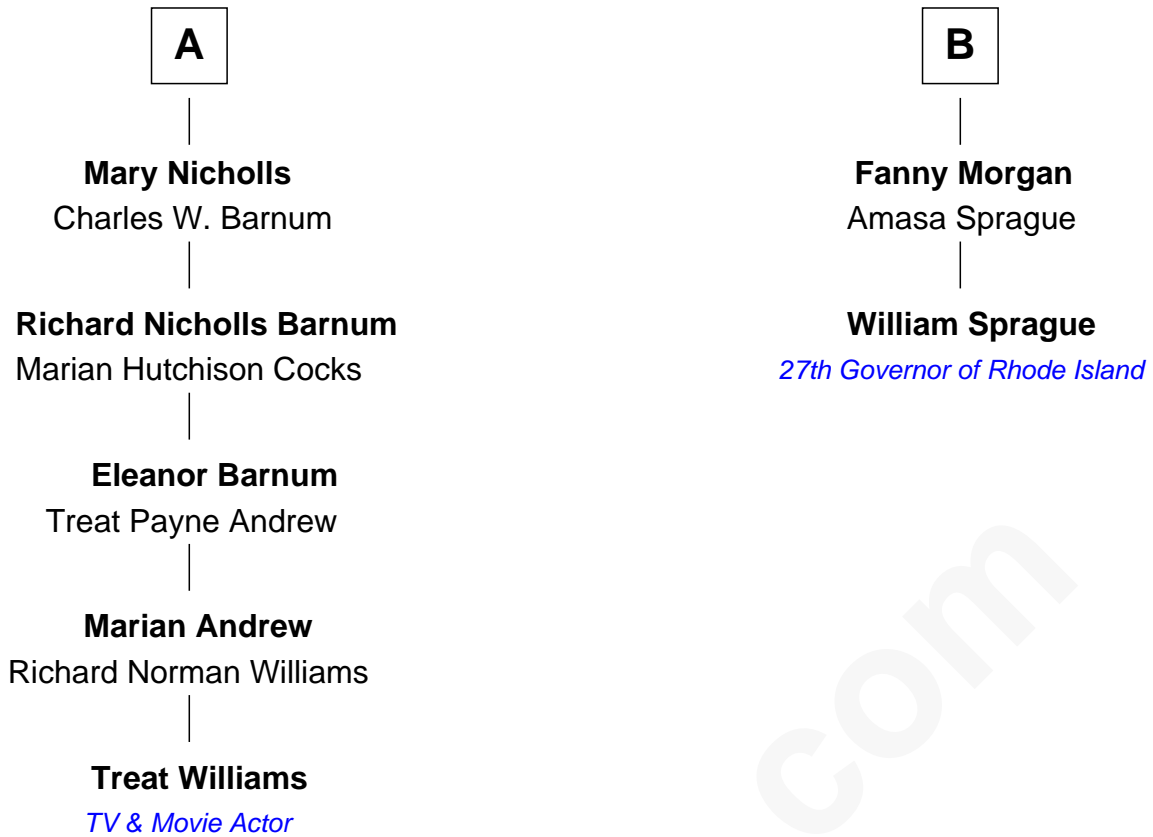 A
Mary Nicholls
Charles W. Barnum
Richard Nicholls Barnum
Marian Hutchison Cocks
Eleanor Barnum
Treat Payne Andrew
Marian Andrew
Richard Norman Williams
Treat Williams
TV & Movie Actor
B
Fanny Morgan
Amasa Sprague
William Sprague
27th Governor of Rhode Island
com